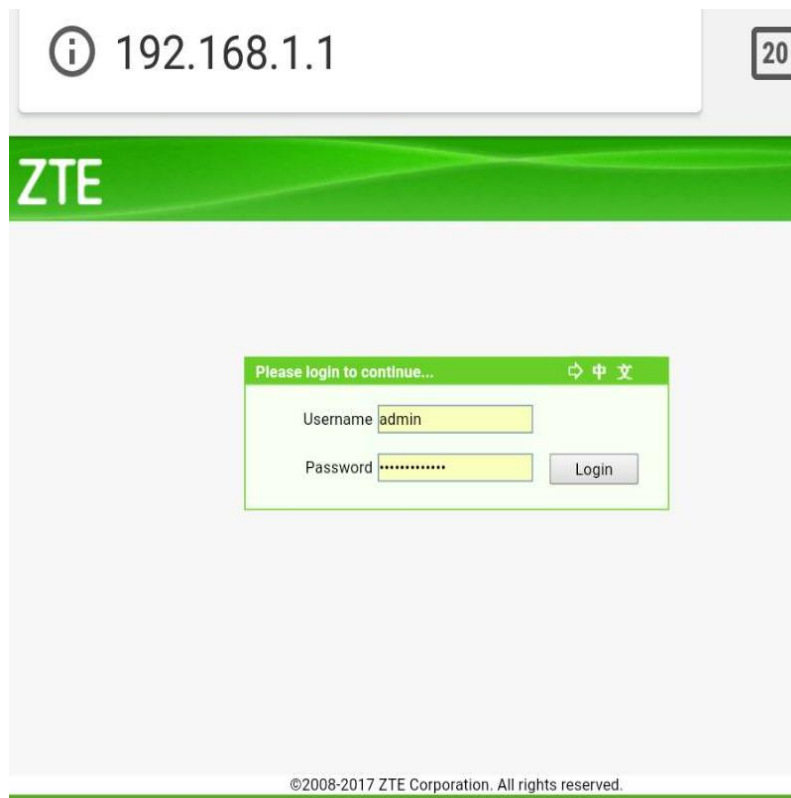 192.168.1.1
20
ZTE
Please login to continue... 中文
Username admin
Password •••••••••••••
Login
©2008-2017 ZTE Corporation. All rights reserved.